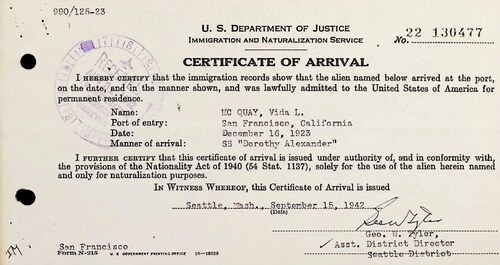 990/125-23
U. S. DEPARTMENT OF JUSTICE
IMMIGRATION AND NATURALIZATION SERVICE
No. 22 130477
CERTIFICATE OF ARRIVAL
I HEREBY CERTIFY that the immigration records show that the alien named below arrived at the port,
on the date, and in the manner shown, and was lawfully admitted to the United States of America for
permanent residence.
Name: MC QUAY, Vida L.
Port of entry: San Francisco, California
Date: December 16, 1923
Manner of arrival: SS "Dorothy Alexander"
I FURTHER CERTIFY that this certificate of arrival is issued under authority of, and in conformity with,
the provisions of the Nationality Act of 1940 (54 Stat. 1137), solely for the use of the alien herein named
and only for naturalization purposes.
IN WITNESS WHEREOF, this Certificate of Arrival is issued
Seattle, Wash., September 15, 1942
(Date)
Geo. W. Tyler,
Asst. District Director
Seattle District
San Francisco
FORM N-215 U. S. GOVERNMENT PRINTING OFFICE